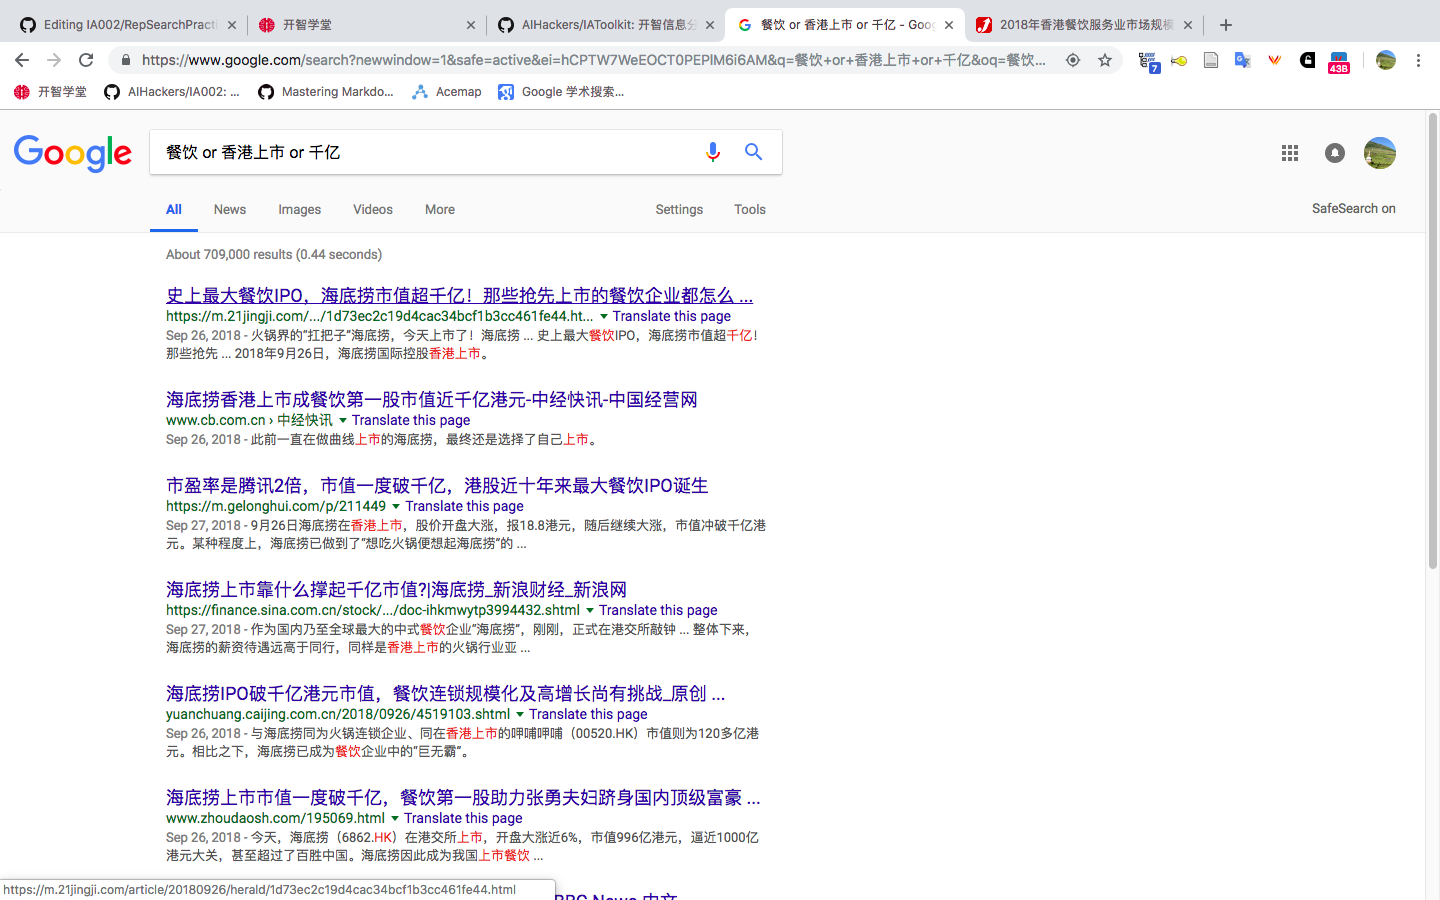 Editing IA002/RepSearchPracti
开智学堂
AIHackers/IAToolkit: 开智信息分
餐饮 or 香港上市 or 千亿 - Goo
2018年香港餐饮服务业市场规模
https://www.google.com/search?newwindow=1&safe=active&ei=hCPTW7WeEOCT0PEPlM6i6AM&q=餐饮+or+香港上市+or+千亿&oq=餐饮...
7
43B
开智学堂
AIHackers/IA002: ...
Mastering Markdo...
Acemap
Google 学术搜索...
Google
餐饮 or 香港上市 or 千亿
All
News
Images
Videos
More
Settings
Tools
SafeSearch on
About 709,000 results (0.44 seconds)
史上最大餐饮IPO，海底捞市值超千亿！那些抢先上市的餐饮企业都怎么 ...
https://m.21jingji.com/.../1d73ec2c19d4cac34bcf1b3cc461fe44.ht... Translate this page
Sep 26, 2018 - 火锅界的“扛把子”海底捞，今天上市了！海底捞 ... 史上最大餐饮IPO，海底捞市值超千亿！
那些抢先 ... 2018年9月26日，海底捞国际控股香港上市。
海底捞香港上市成餐饮第一股市值近千亿港元-中经快讯-中国经营网
www.cb.com.cn › 中经快讯 Translate this page
Sep 26, 2018 - 此前一直在做曲线上市的海底捞，最终还是选择了自己上市。
市盈率是腾讯2倍，市值一度破千亿，港股近十年来最大餐饮IPO诞生
https://m.gelonghui.com/p/211449 Translate this page
Sep 27, 2018 - 9月26日海底捞在香港上市，股价开盘大涨，报18.8港元，随后继续大涨，市值冲破千亿港
元。某种程度上，海底捞已做到了“想吃火锅便想起海底捞”的 ...
海底捞上市靠什么撑起千亿市值?|海底捞_新浪财经_新浪网
https://finance.sina.com.cn/stock/.../doc-ihkmwytp3994432.shtml Translate this page
Sep 27, 2018 - 作为国内乃至全球最大的中式餐饮企业“海底捞”，刚刚，正式在港交所敲钟 ... 整体下来，
海底捞的薪资待遇远高于同行，同样是香港上市的火锅行业亚 ...
海底捞IPO破千亿港元市值，餐饮连锁规模化及高增长尚有挑战_原创 ...
yuanchuang.caijing.com.cn/2018/0926/4519103.shtml Translate this page
Sep 26, 2018 - 与海底捞同为火锅连锁企业、同在香港上市的呷哺呷哺（00520.HK）市值则为120多亿港
元。相比之下，海底捞已成为餐饮企业中的“巨无霸”。
海底捞上市市值一度破千亿，餐饮第一股助力张勇夫妇跻身国内顶级富豪 ...
www.zhoudaosh.com/195069.html Translate this page
Sep 26, 2018 - 今天，海底捞（6862.HK）在港交所上市，开盘大涨近6%，市值996亿港元，逼近1000亿
港元大关，甚至超过了百胜中国。海底捞因此成为我国上市餐饮 ...
BBC News 中文
https://m.21jingji.com/article/20180926/herald/1d73ec2c19d4cac34bcf1b3cc461fe44.html